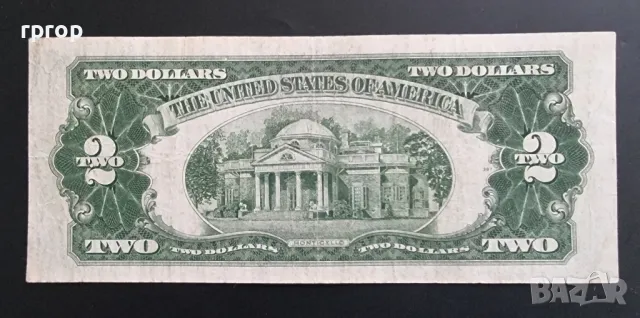 rprop
TWO DOLLARS TWO DOLLARS
THE UNITED STATES OF AMERICA
2 2
TWO TWO
TWO TWO DOLLARS MONTICELLO TWO DOLLARS TWO
BAZAR